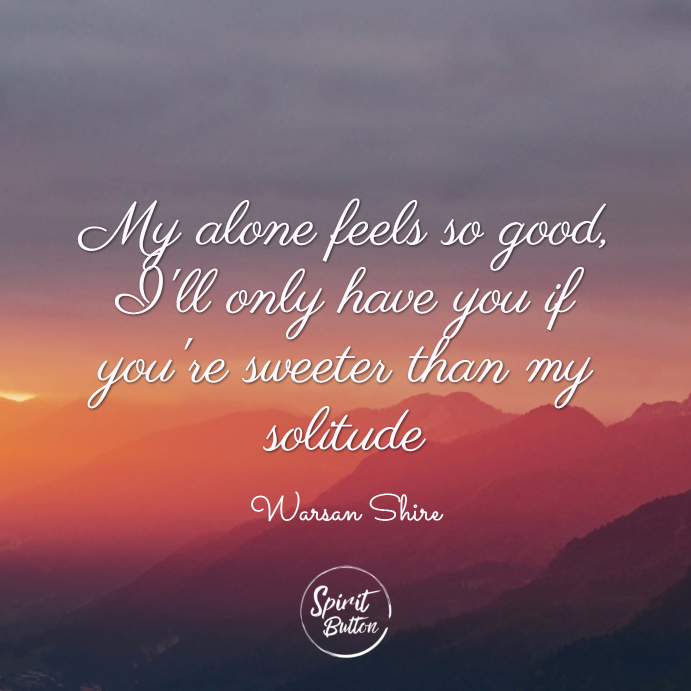 My alone feels so good,
I'll only have you if
you're sweeter than my
solitude
Warsan Shire
Spirit
Button